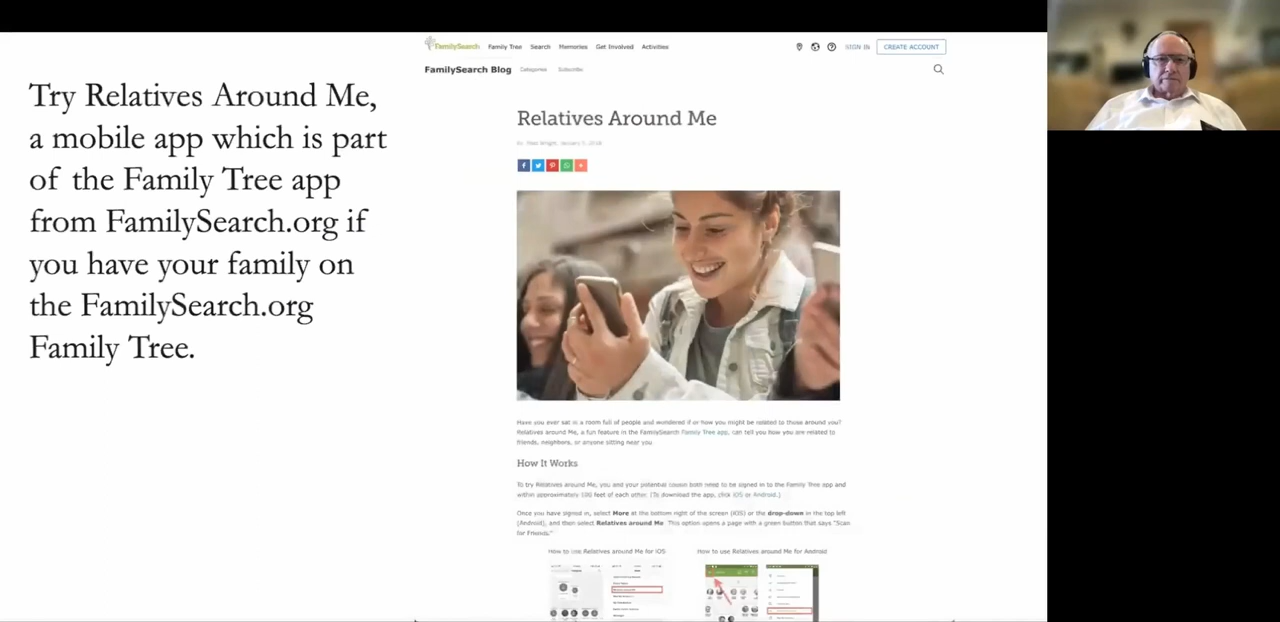 Try Relatives Around Me,
a mobile app which is part
of the Family Tree app
from FamilySearch.org if
you have your family on
the FamilySearch.org
Family Tree.
FamilySearch Family Tree Search Memories Get Involved Activities SIGN IN CREATE ACCOUNT
FamilySearch Blog Categories Subscribe
Relatives Around Me
Have you ever sat in a room full of people and wondered if or how you might be related to those around you?
Relatives around Me, a fun feature in the FamilySearch Family Tree app, can tell you how you are related to
friends, neighbors, or anyone sitting near you
How It Works
To try Relatives around Me, you and your potential cousin both need to be signed in to the Family Tree app and
within approximately 100 feet of each other. (To download the app, click iOS or Android.)
Once you have signed in, select More at the bottom right of the screen (iOS) or the drop-down in the top left
(Android), and then select Relatives around Me. This option opens a page with a green button that says "Scan
for Friends."
How to use Relatives around Me for iOS How to use Relatives around Me for Android